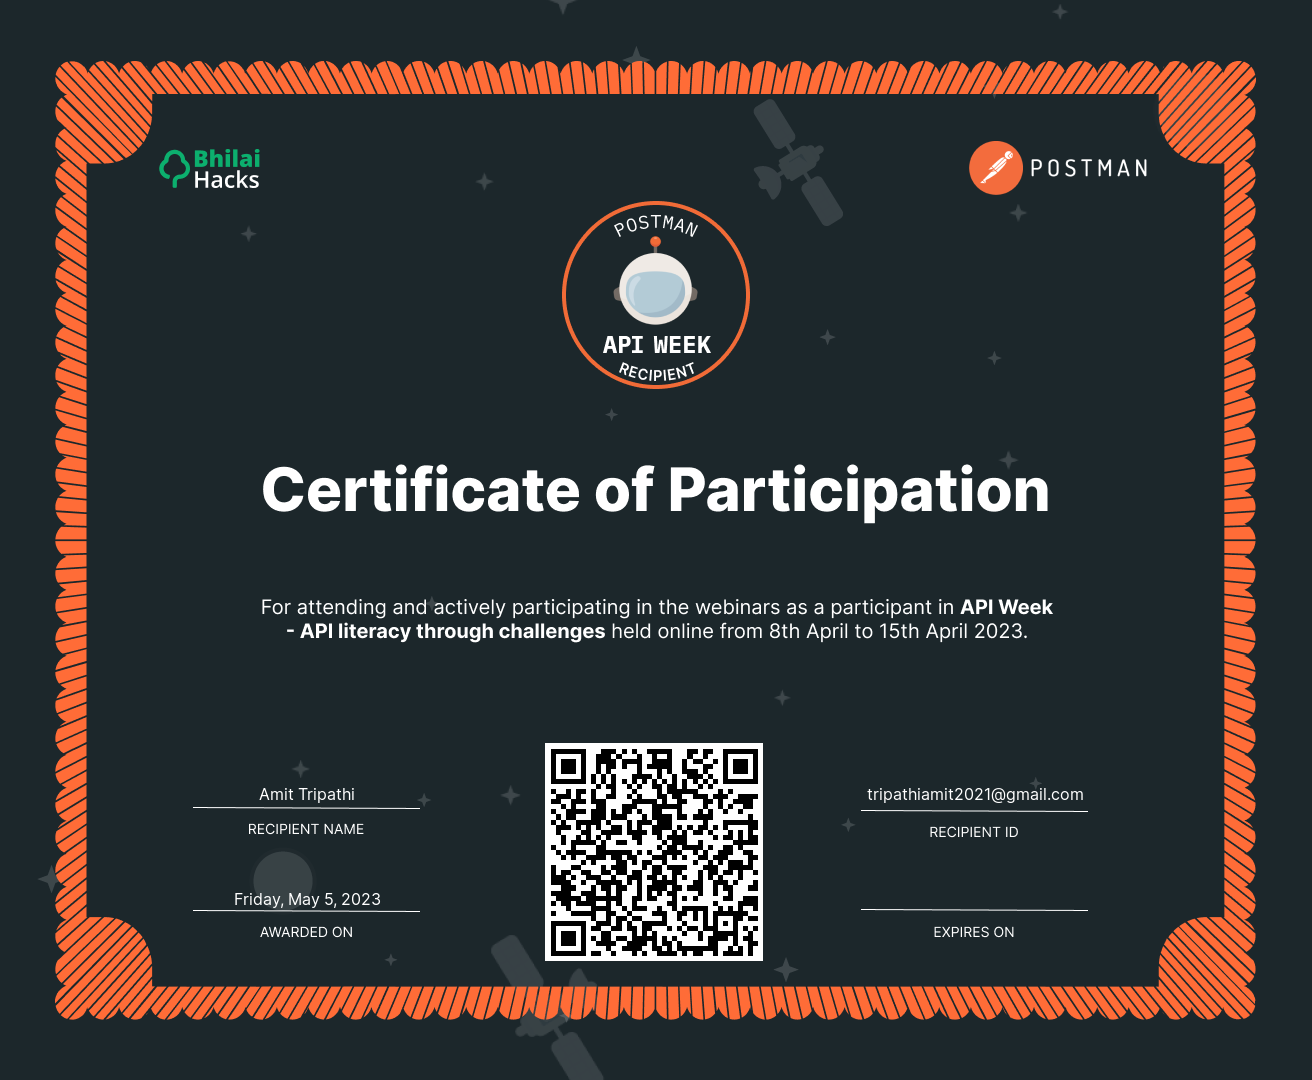 Bhilai
Hacks
POSTMAN
POSTMAN
API WEEK
RECIPIENT
Certificate of Participation
For attending and actively participating in the webinars as a participant in API Week
- API literacy through challenges held online from 8th April to 15th April 2023.
Amit Tripathi
RECIPIENT NAME
tripathiamit2021@gmail.com
RECIPIENT ID
Friday, May 5, 2023
AWARDED ON
EXPIRES ON